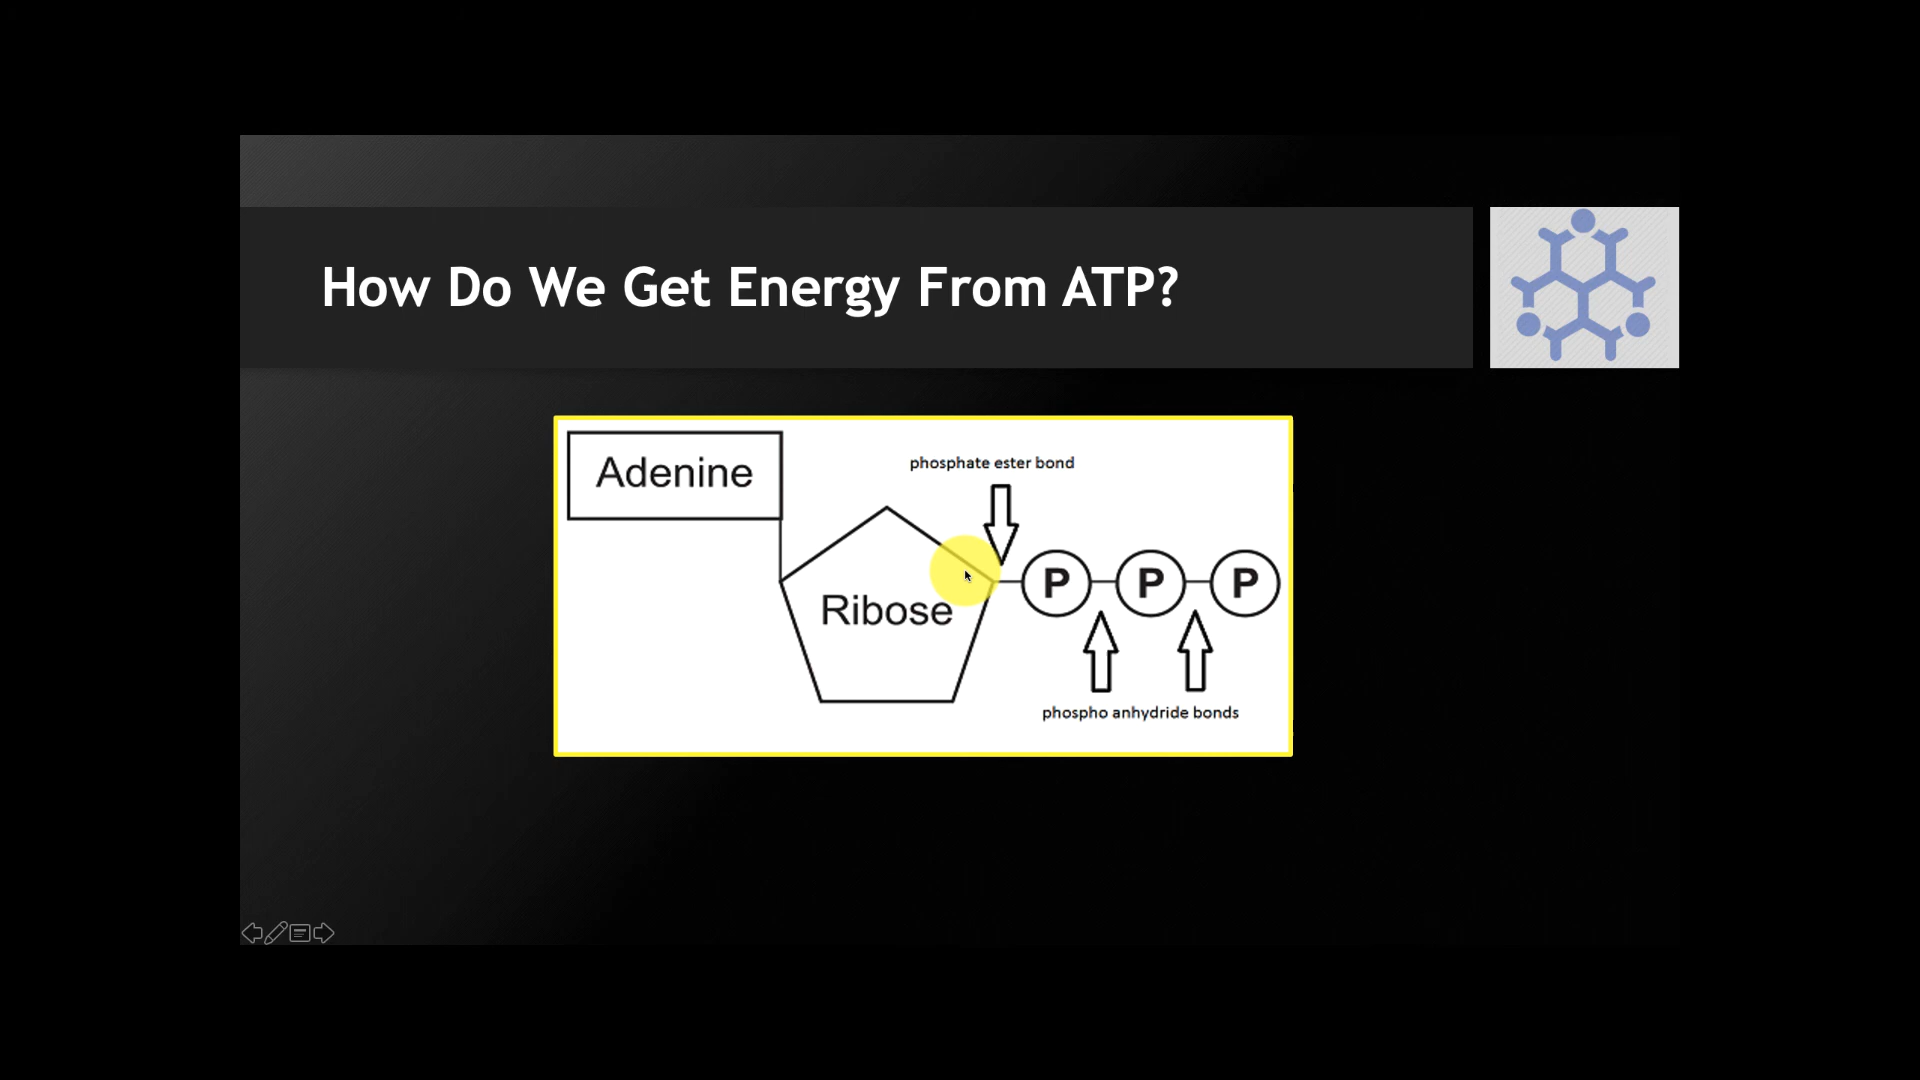 How Do We Get Energy From ATP?
Adenine
phosphate ester bond
Ribose
P P P
phospho anhydride bonds